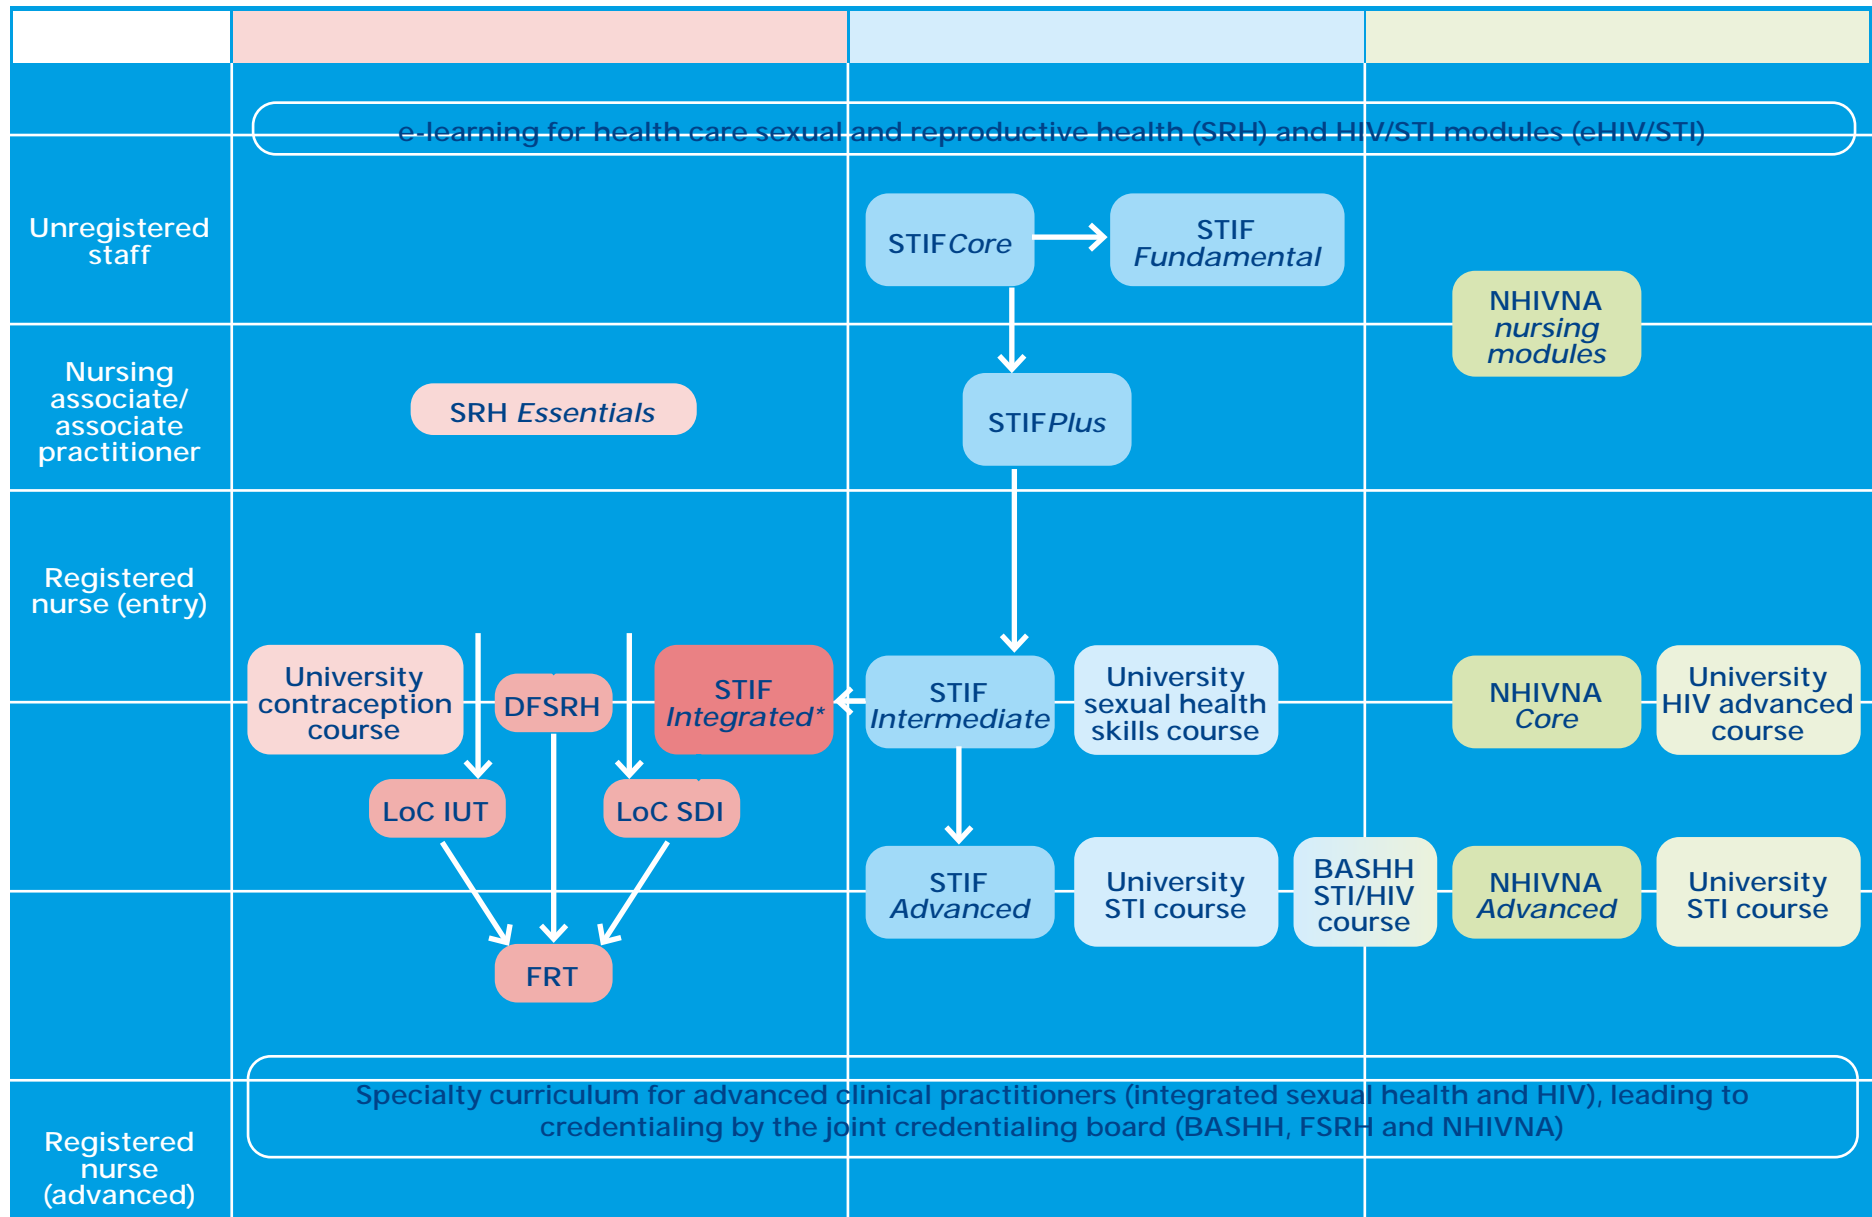 e-learning for health care sexual and reproductive health (SRH) and HIV/STI modules (eHIV/STI)
Unregistered
staff
STIFCore
STIF
Fundamental
NHIVNA
nursing
modules
Nursing
associate/
associate
practitioner
SRH Essentials
STIFPlus
Registered
nurse (entry)
University
contraception
course
DFSRH
STIF
Integrated*
STIF
Intermediate
University
sexual health
skills course
NHIVNA
Core
University
HIV advanced
course
LoC IUT
LoC SDI
STIF
Advanced
University
STI course
BASHH
STI/HIV
course
NHIVNA
Advanced
University
STI course
FRT
Specialty curriculum for advanced clinical practitioners (integrated sexual health and HIV), leading to
credentialing by the joint credentialing board (BASHH, FSRH and NHIVNA)
Registered
nurse
(advanced)